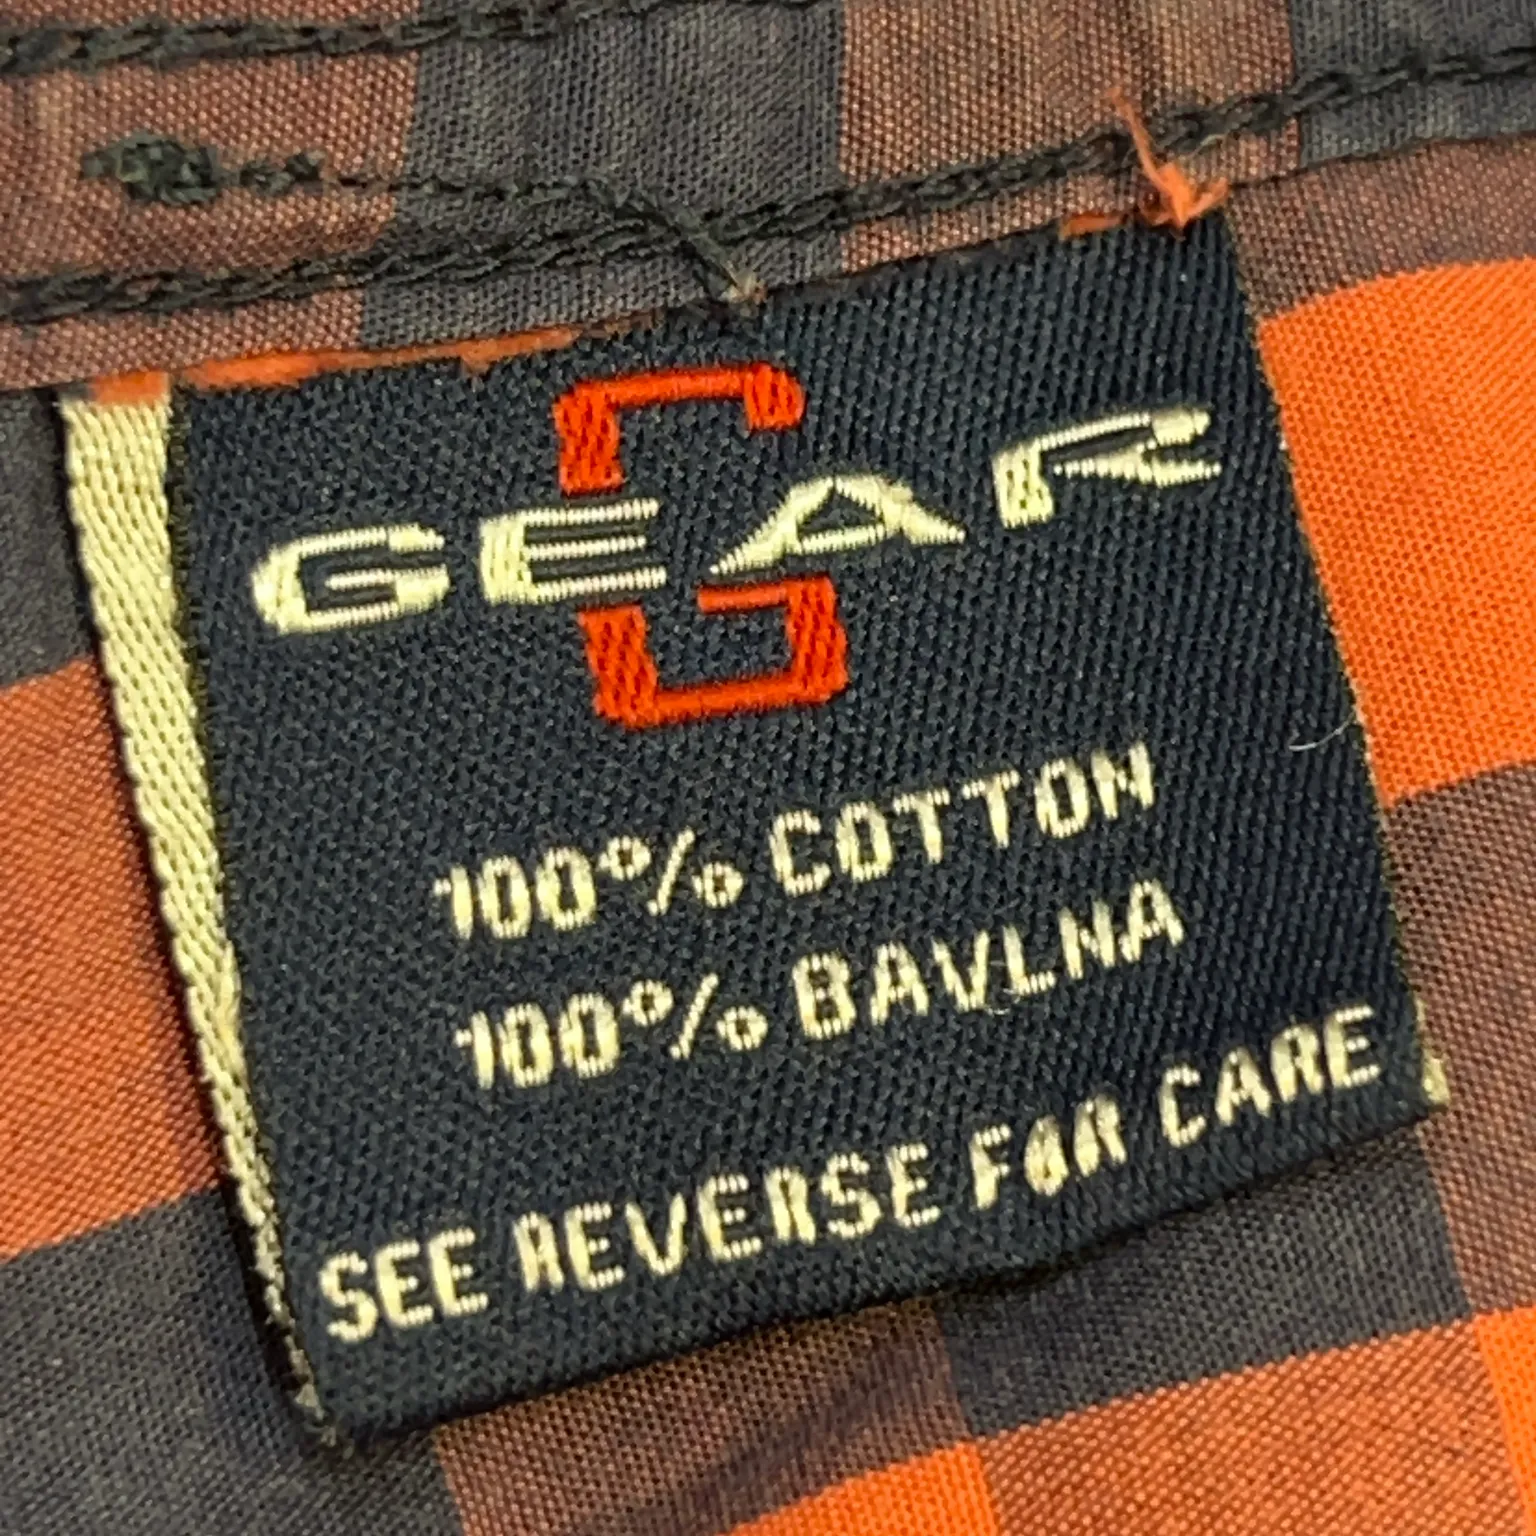 G
GEAR
100% COTTON
100% BAVLNA
SEE REVERSE FOR CARE